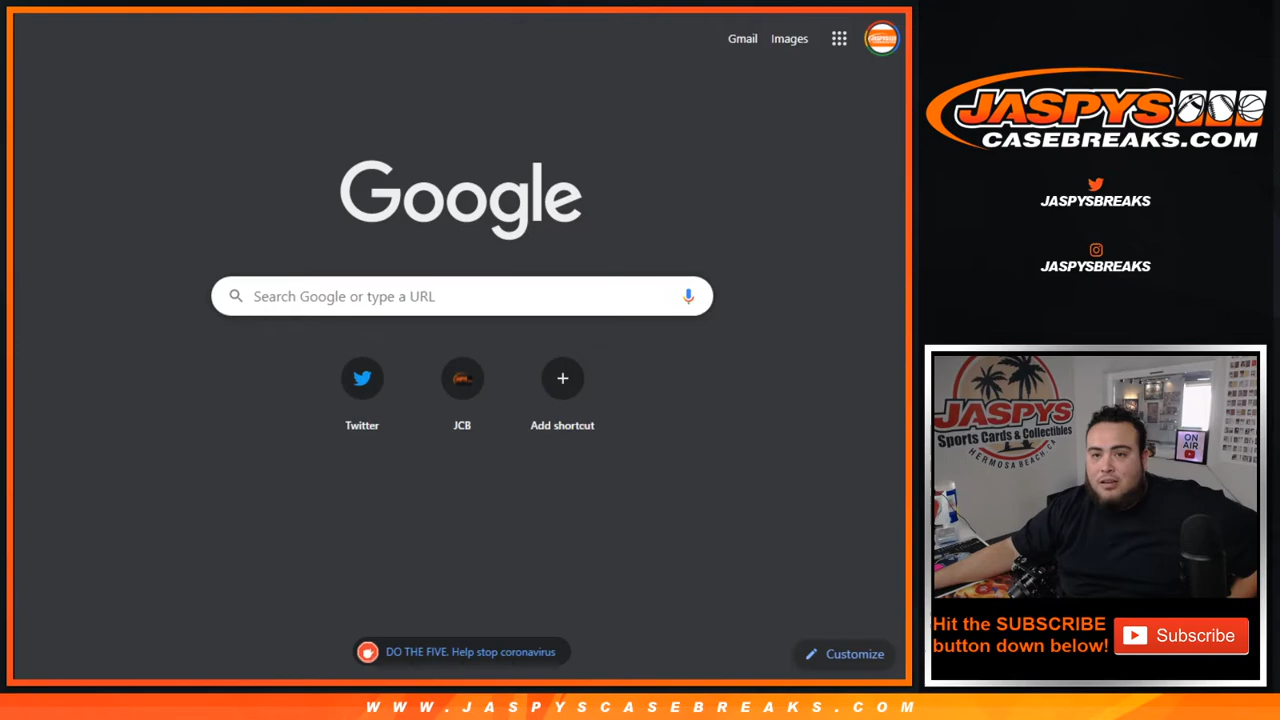 Gmail
Images
Google
Search Google or type a URL
Twitter
JCB
Add shortcut
DO THE FIVE. Help stop coronavirus
Customize
JASPYS
CASEBREAKS.COM
JASPYSBREAKS
JASPYSBREAKS
JASPYS
Sports Cards & Collectibles
HERMOSA BEACH, CA
ON
AIR
Hit the SUBSCRIBE
button down below!
Subscribe
WWW.JASPYSCASEBREAKS.COM